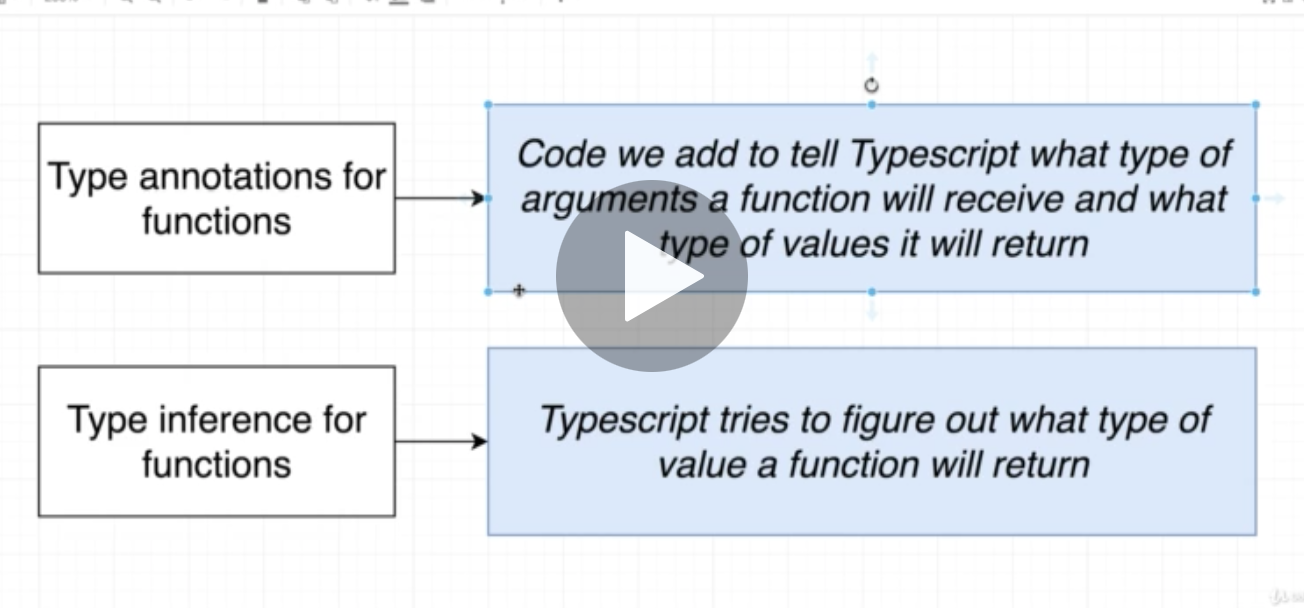 Type annotations for
functions
Code we add to tell Typescript what type of
arguments a function will receive and what
type of values it will return
Type inference for
functions
Typescript tries to figure out what type of
value a function will return